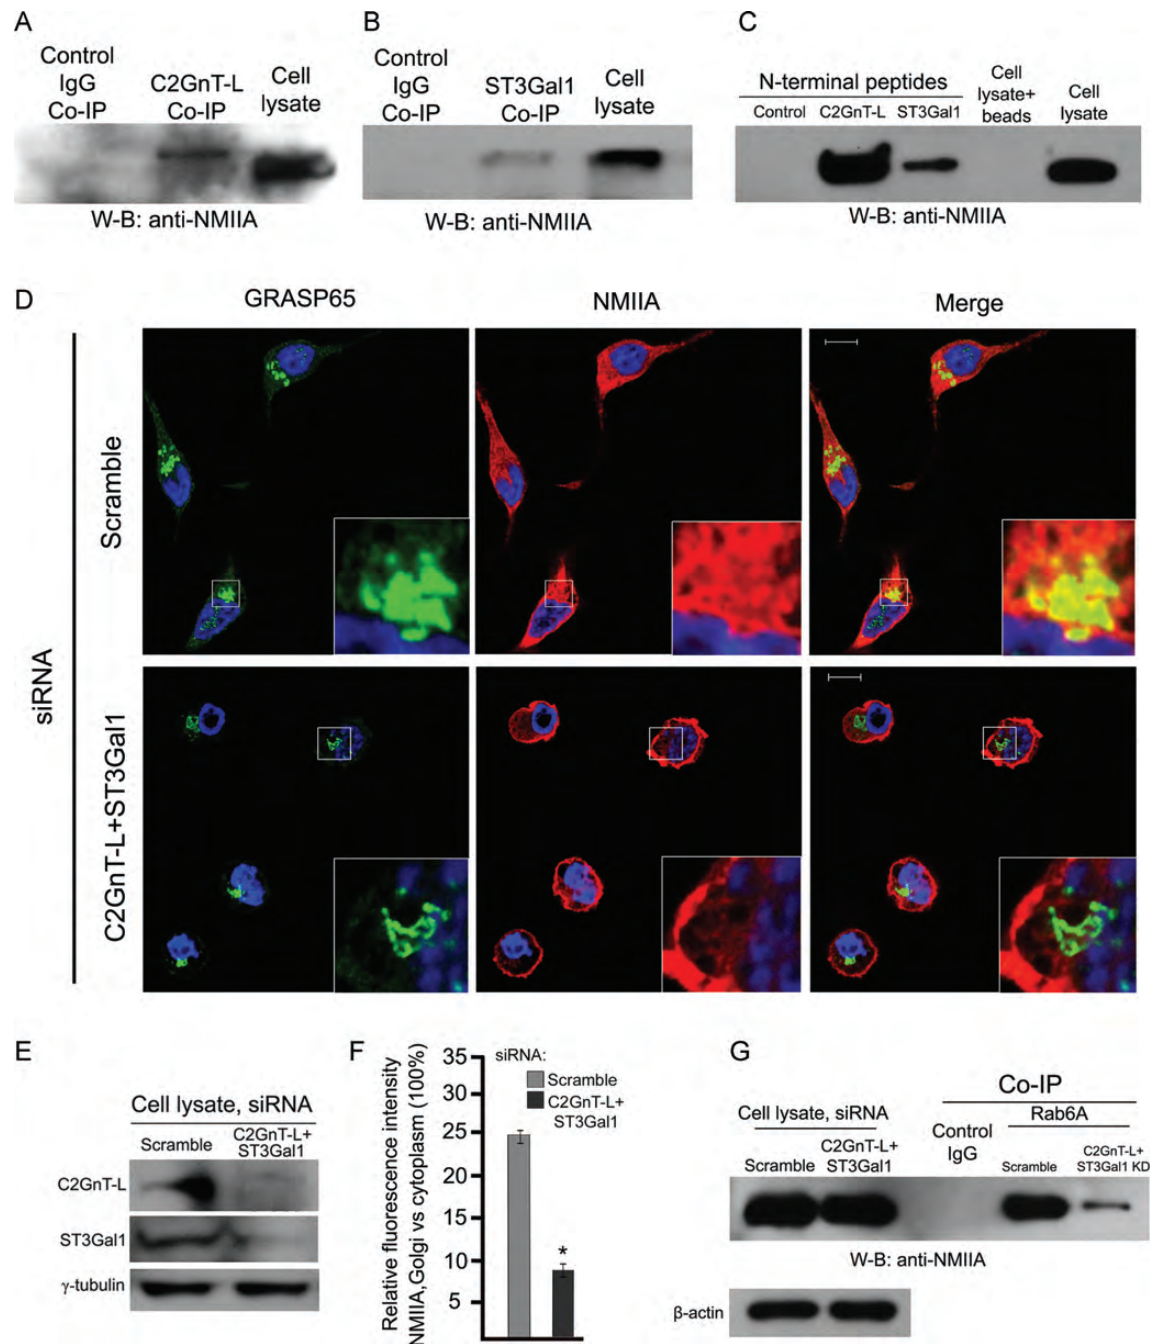 A
Control
IgG
Co-IP
C2GnT-L
Co-IP
Cell
lysate
W-B: anti-NMIIA
B
Control
IgG
Co-IP
ST3Gal1
Co-IP
Cell
lysate
W-B: anti-NMIIA
C
N-terminal peptides
Control
C2GnT-L
ST3Gal1
Cell
lysate+
beads
Cell
lysate
W-B: anti-NMIIA
D
GRASP65
NMIIA
Merge
siRNA
Scramble
C2GnT-L+ST3Gal1
E
Cell lysate, siRNA
Scramble
C2GnT-L+
ST3Gal1
C2GnT-L
ST3Gal1
γ-tubulin
F
Relative fluorescence intensity
NMIIA,Golgi vs cytoplasm (100%)
35
30
25
20
15
10
5
siRNA:
Scramble
C2GnT-L+
ST3Gal1
*
G
Cell lysate, siRNA
Scramble
C2GnT-L+
ST3Gal1
Co-IP
Control
IgG
Rab6A
Scramble
C2GnT-L+
ST3Gal1 KD
W-B: anti-NMIIA
β-actin